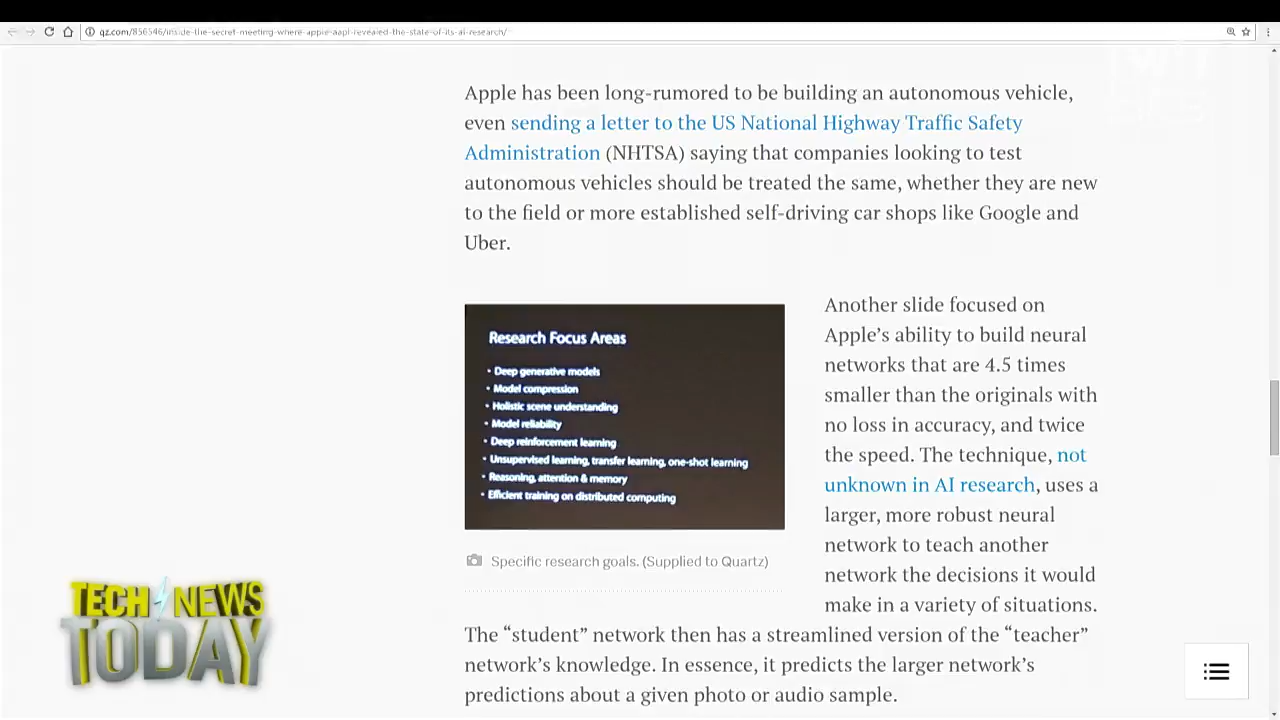 qz.com/856546/inside-the-secret-meeting-where-apple-aapl-revealed-the-state-of-its-ai-research/
Apple has been long-rumored to be building an autonomous vehicle,
even sending a letter to the US National Highway Traffic Safety
Administration (NHTSA) saying that companies looking to test
autonomous vehicles should be treated the same, whether they are new
to the field or more established self-driving car shops like Google and
Uber.
Research Focus Areas
• Deep generative models
• Model compression
• Holistic scene understanding
• Model reliability
• Deep reinforcement learning
• Unsupervised learning, transfer learning, one-shot learning
• Reasoning, attention & memory
• Efficient training on distributed computing
Specific research goals. (Supplied to Quartz)
Another slide focused on
Apple’s ability to build neural
networks that are 4.5 times
smaller than the originals with
no loss in accuracy, and twice
the speed. The technique, not
unknown in AI research, uses a
larger, more robust neural
network to teach another
network the decisions it would
make in a variety of situations.
The “student” network then has a streamlined version of the “teacher”
network’s knowledge. In essence, it predicts the larger network’s
predictions about a given photo or audio sample.
TECH NEWS
TODAY